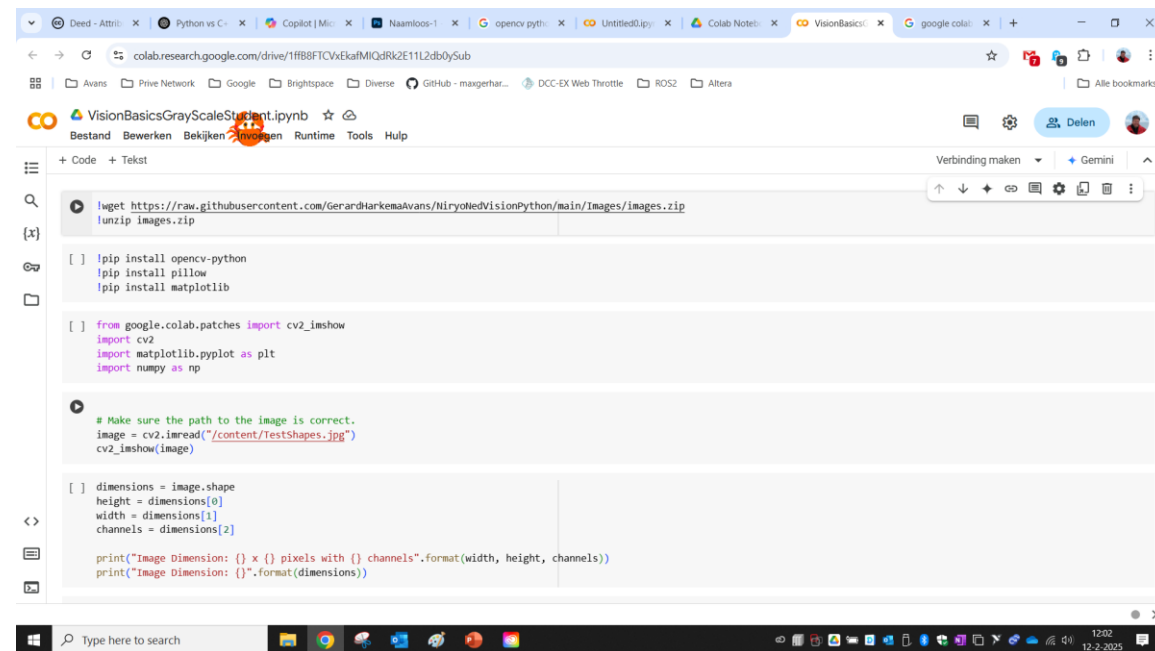 Deed - Attrib
Python vs C+
Copilot | Mic
Naamloos-1
opencv pytho
Untitled0.ipy
Colab Noteb
VisionBasicsG
google colab
colab.research.google.com/drive/1ffB8FTCVxEkafMIQdRk2E11L2db0ySub
7
9
Avans
Prive Network
Google
Brightspace
Diverse
GitHub - maxgerhar...
DCC-EX Web Throttle
ROS2
Altera
Alle bookmarks
VisionBasicsGrayScaleStudent.ipynb
Bestand Bewerken Bekijken Invoegen Runtime Tools Hulp
Delen
+ Code + Tekst
Verbinding maken
Gemini
!wget https://raw.githubusercontent.com/GerardHarkemaAvans/NiryoNedVisionPython/main/Images/images.zip
!unzip images.zip
{x}
[ ] !pip install opencv-python
!pip install pillow
!pip install matplotlib
[ ] from google.colab.patches import cv2_imshow
import cv2
import matplotlib.pyplot as plt
import numpy as np
# Make sure the path to the image is correct.
image = cv2.imread("/content/TestShapes.jpg")
cv2_imshow(image)
[ ] dimensions = image.shape
height = dimensions[0]
width = dimensions[1]
channels = dimensions[2]
print("Image Dimension: {} x {} pixels with {} channels".format(width, height, channels))
print("Image Dimension: {}".format(dimensions))
Type here to search
12:02
12-2-2025